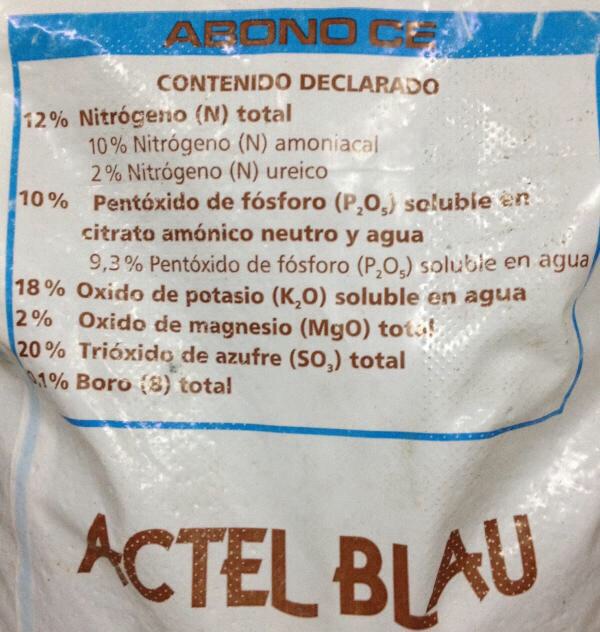 ABONO CE
CONTENIDO DECLARADO
12% Nitrógeno (N) total
10% Nitrógeno (N) amoniacal
2% Nitrógeno (N) ureico
10% Pentóxido de fósforo (P₂O₅) soluble en
citrato amónico neutro y agua
9,3% Pentóxido de fósforo (P₂O₅) soluble en agua
18% Oxido de potasio (K₂O) soluble en agua
2% Oxido de magnesio (MgO) total
20% Trióxido de azufre (SO₃) total
0,1% Boro (B) total
ACTEL BLAU